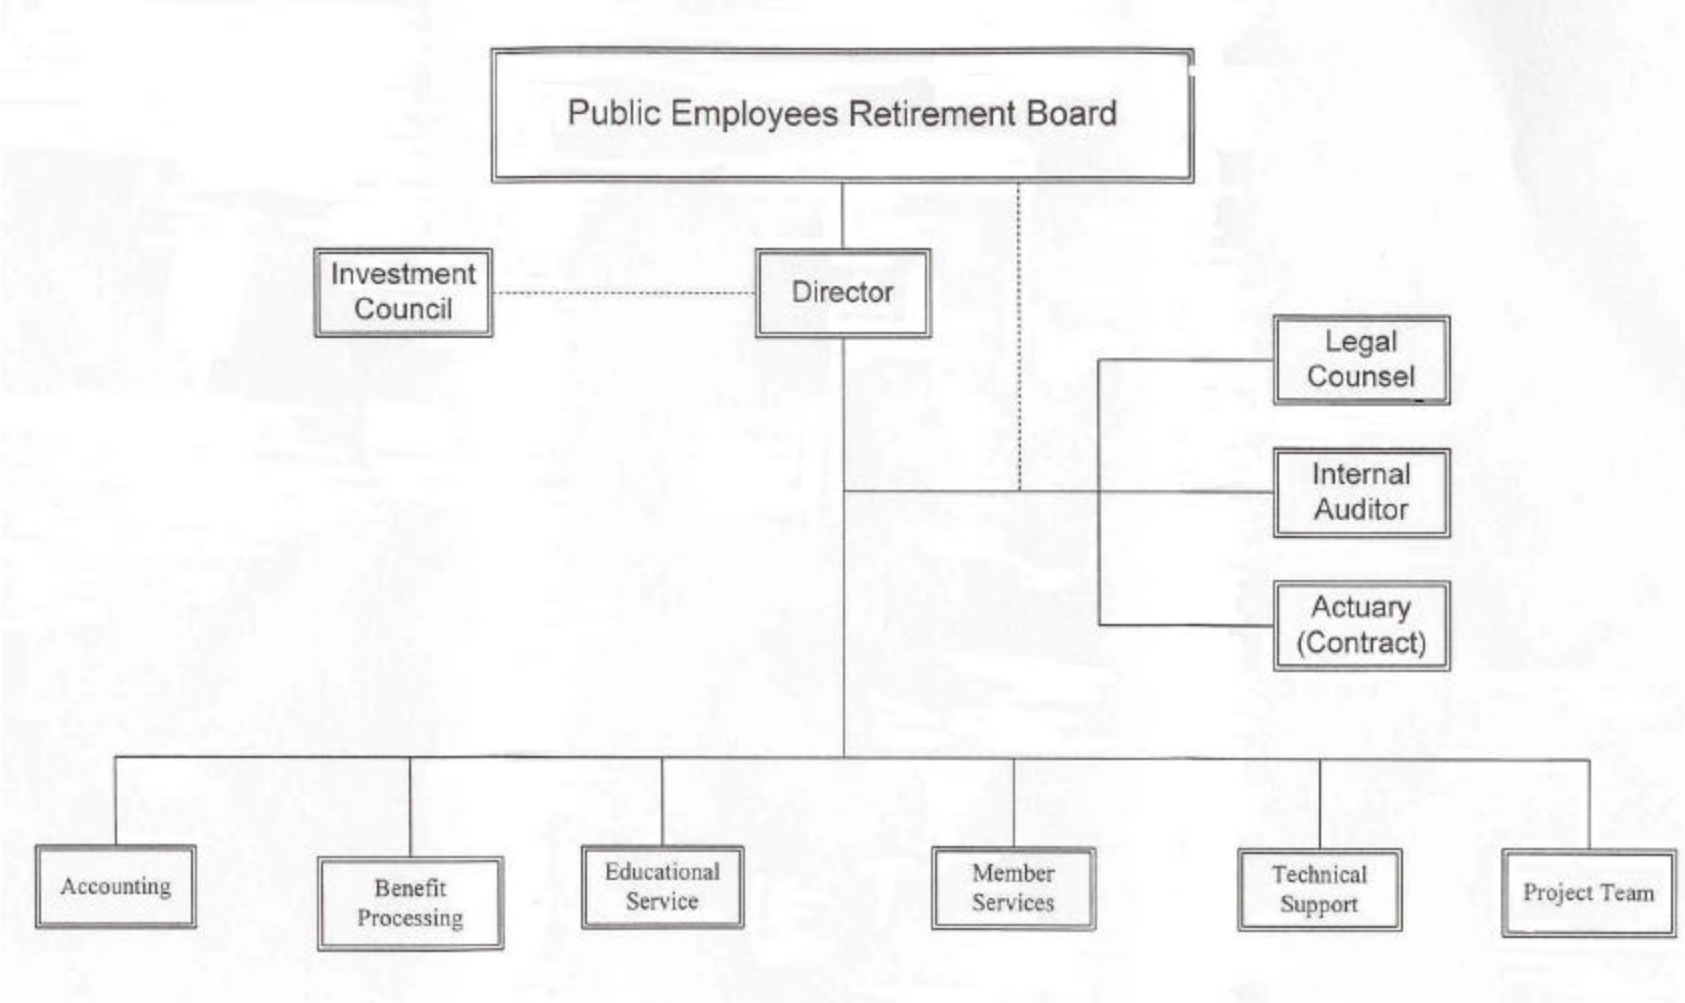 Public Employees Retirement Board
Investment
Council
Director
Legal
Counsel
Internal
Auditor
Actuary
(Contract)
Accounting
Benefit
Processing
Educational
Service
Member
Services
Technical
Support
Project Team